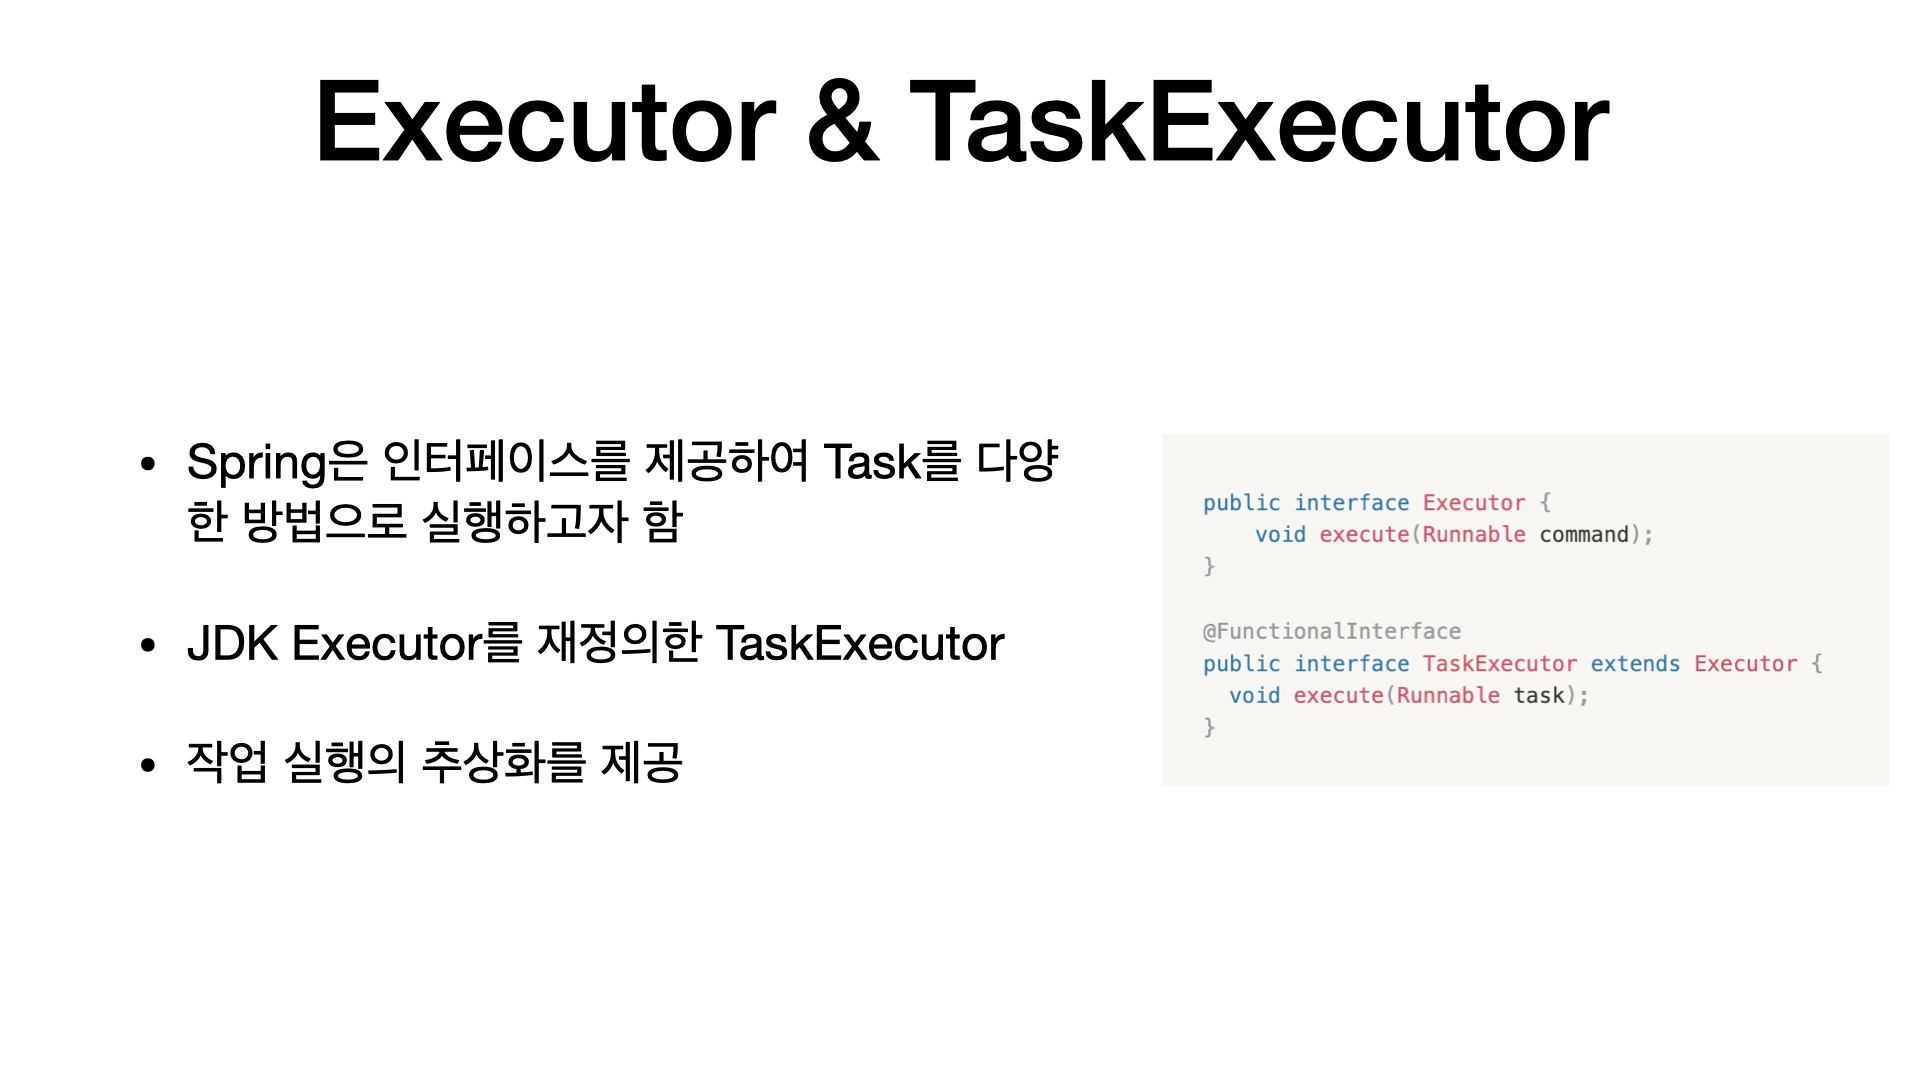 Executor & TaskExecutor
• Spring은 인터페이스를 제공하여 Task를 다양
한 방법으로 실행하고자 함
• JDK Executor를 재정의한 TaskExecutor
• 작업 실행의 추상화를 제공
public interface Executor {
    void execute(Runnable command);
}

@FunctionalInterface
public interface TaskExecutor extends Executor {
  void execute(Runnable task);
}